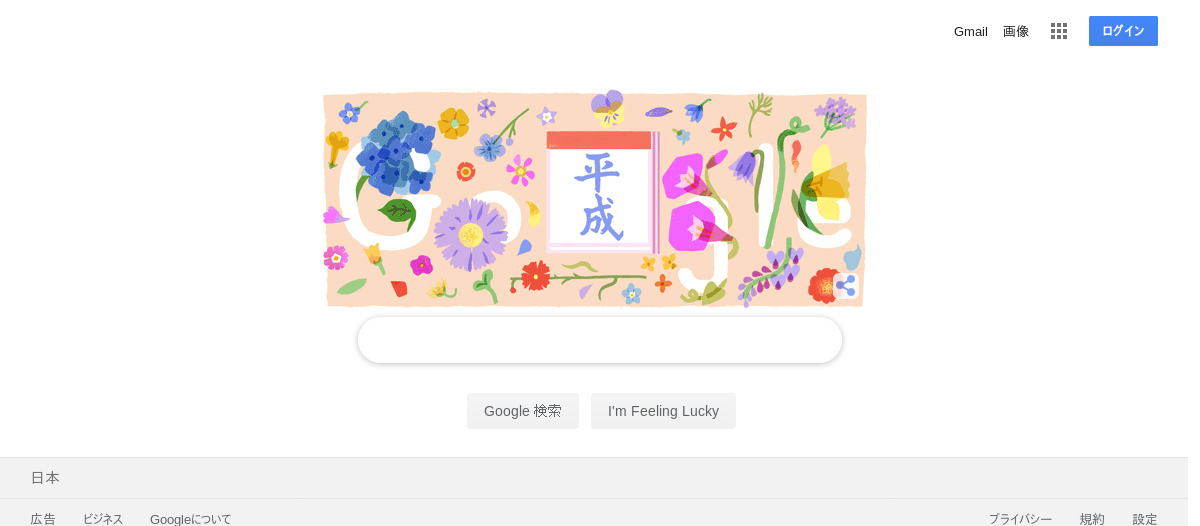 Gmail 画像 ログイン
Go gle
平
成
Google 検索 I'm Feeling Lucky
日本
広告 ビジネス Googleについて プライバシー 規約 設定